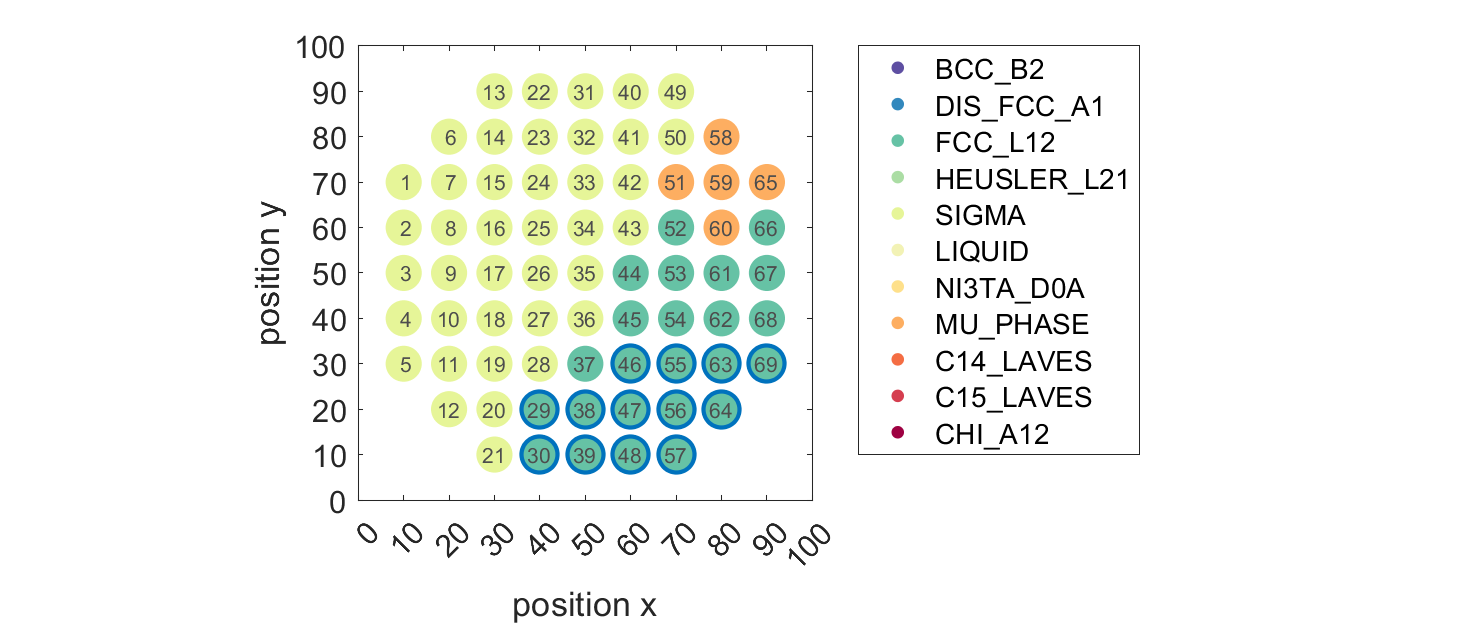 100
90
80
70
60
50
40
30
20
10
0
position y
13 22 31 40 49
6 14 23 32 41 50 58
1 7 15 24 33 42 51 59 65
2 8 16 25 34 43 52 60 66
3 9 17 26 35 44 53 61 67
4 10 18 27 36 45 54 62 68
5 11 19 28 37 46 55 63 69
12 20 29 38 47 56 64
21 30 39 48 57
0 10 20 30 40 50 60 70 80 90 100
position x
BCC_B2
DIS_FCC_A1
FCC_L12
HEUSLER_L21
SIGMA
LIQUID
NI3TA_D0A
MU_PHASE
C14_LAVES
C15_LAVES
CHI_A12